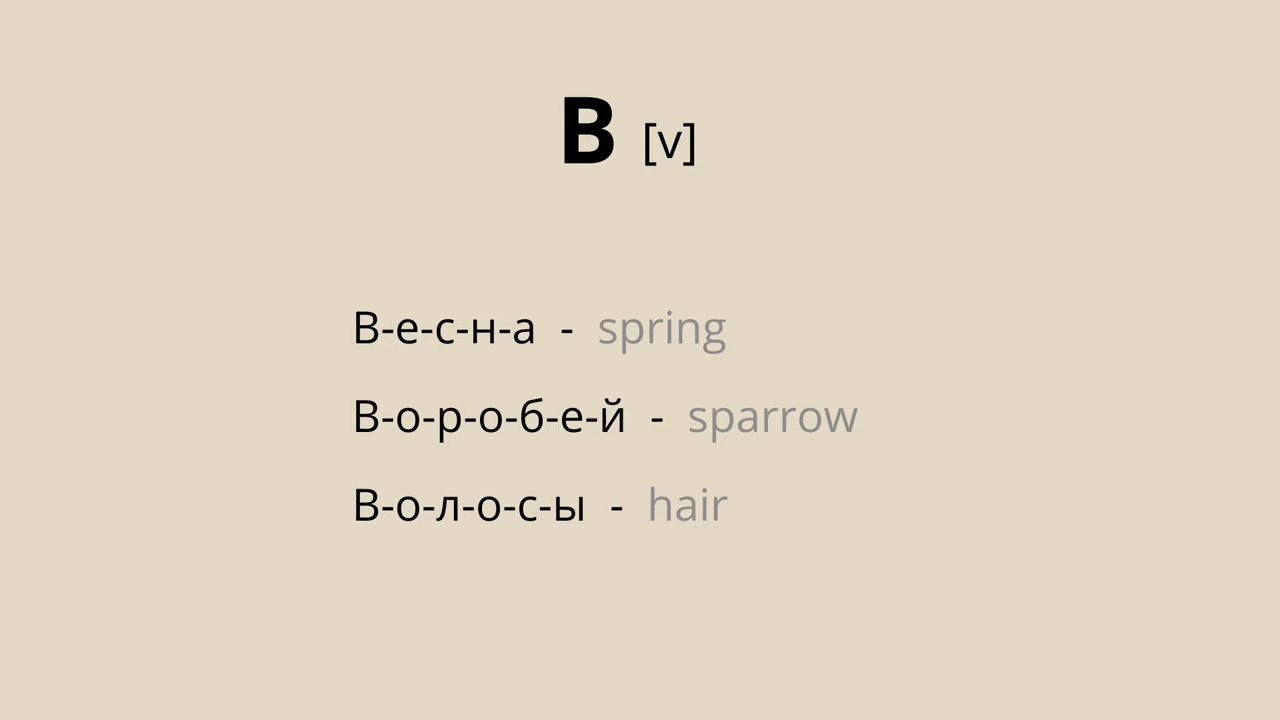 В [v]
В-е-с-н-а - spring
В-о-р-о-б-е-й - sparrow
В-о-л-о-с-ы - hair